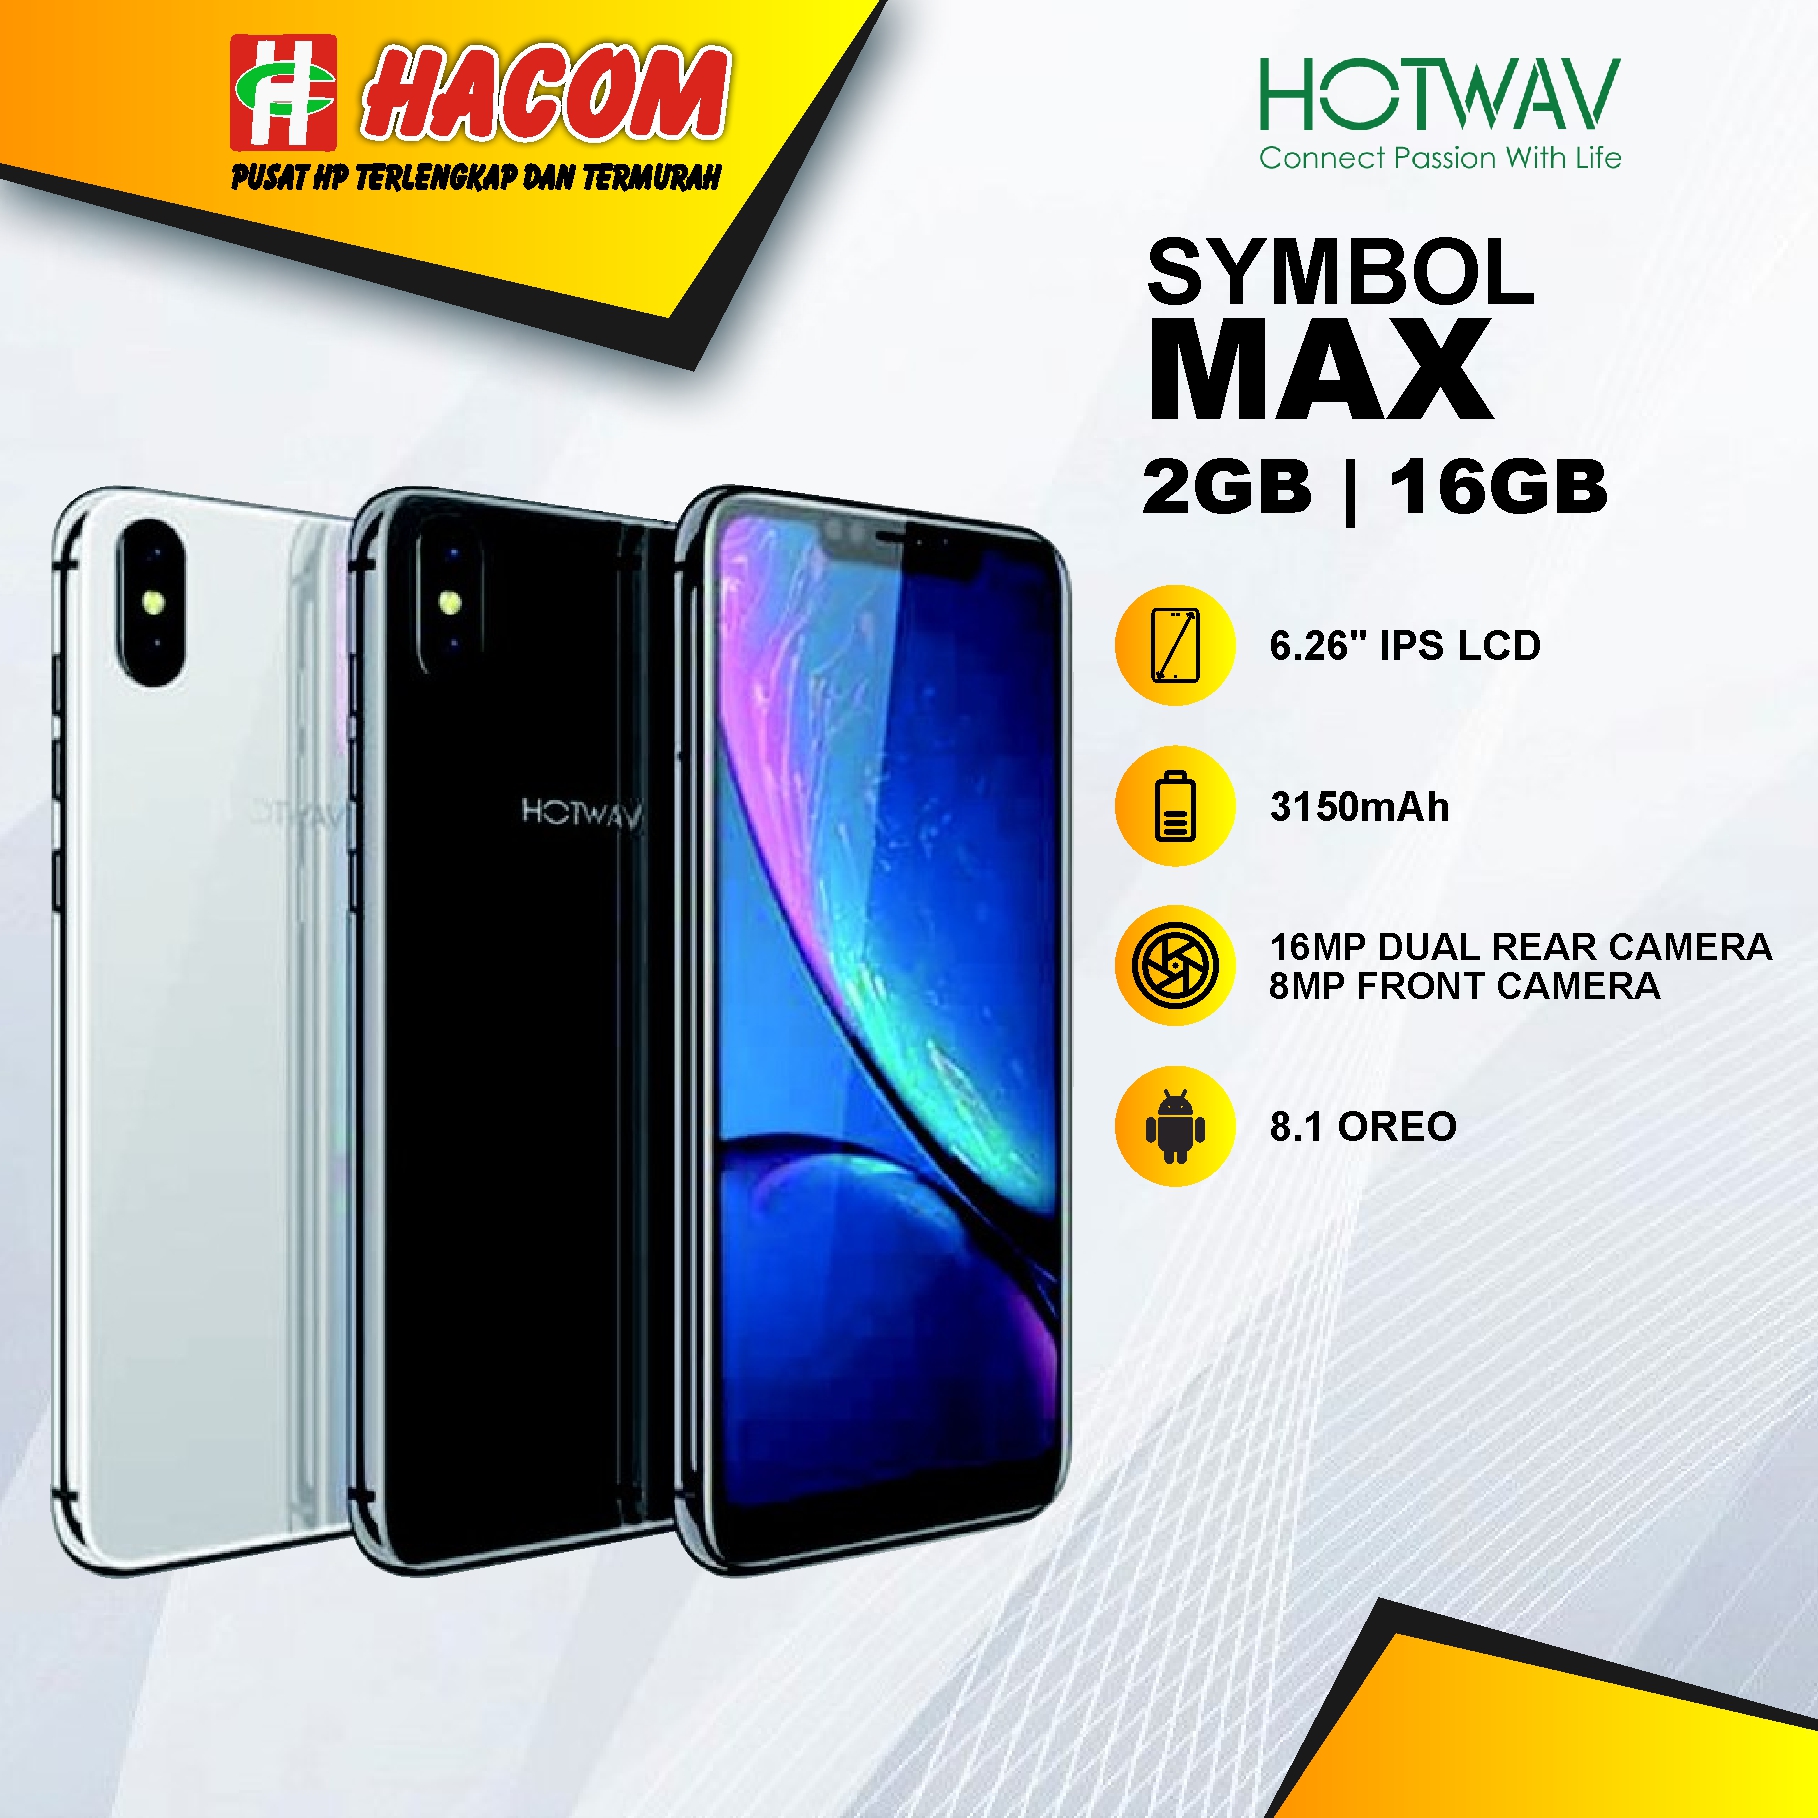 HACOM
PUSAT HP TERLENGKAP DAN TERMURAH
HOTWAV
Connect Passion With Life
SYMBOL
MAX
2GB | 16GB
6.26" IPS LCD
3150mAh
16MP DUAL REAR CAMERA
8MP FRONT CAMERA
8.1 OREO
HOTWAV